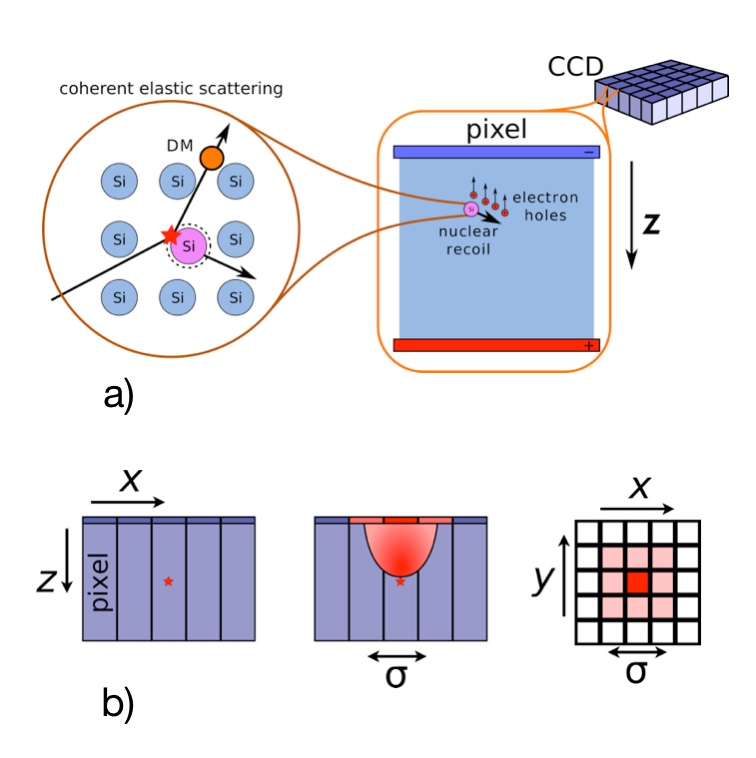 CCD
coherent elastic scattering
pixel
DM
−
Si Si Si
electron
holes
Si
z
Si Si Si
nuclear
recoil
Si Si Si
+
a)
x
x
z
pixel
y
σ
σ
b)